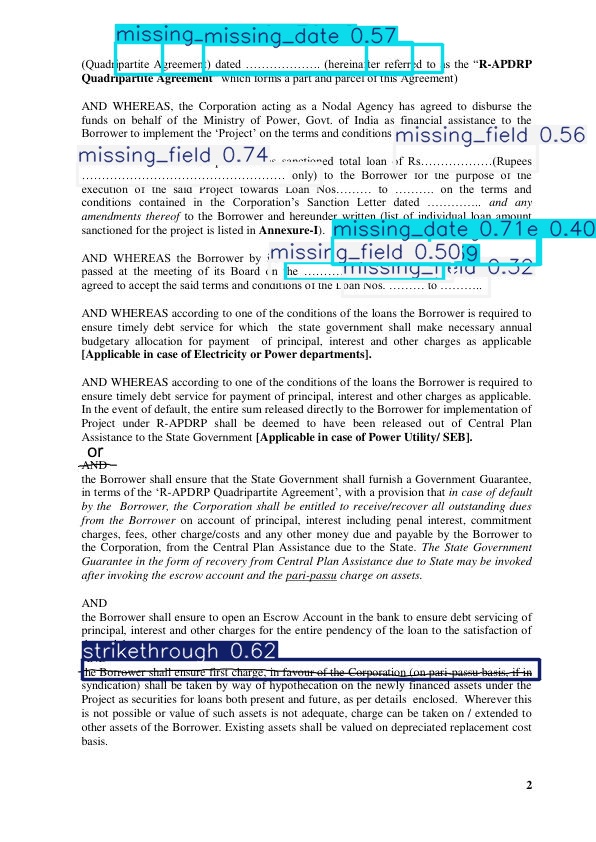 missing_missing_date 0.57
(Quadripartite Agreement) dated ………………. (hereinafter referred to as the "R-APDRP
Quadripartite Agreement" which forms a part and parcel of this Agreement)
AND WHEREAS, the Corporation acting as a Nodal Agency has agreed to disburse the
funds on behalf of the Ministry of Power, Govt. of India as financial assistance to the
Borrower to implement the 'Project' on the terms and conditions
missing_field 0.56
missing_field 0.74
sanctioned total loan of Rs……………..(Rupees
……………………………………………… only) to the Borrower for the purpose of the
execution of the said Project towards Loan Nos……… to ………. on the terms and
conditions contained in the Corporation's Sanction Letter dated ………….. and any
amendments thereof to the Borrower and hereunder written (list of individual loan amount
sanctioned for the project is listed in Annexure-I).
missing_date 0.71e 0.40
AND WHEREAS the Borrower by
missing_field 0.509
passed at the meeting of its Board on the ………
missing_fie 0.32
agreed to accept the said terms and conditions of the Loan Nos. ……… to ………..
AND WHEREAS according to one of the conditions of the loans the Borrower is required to
ensure timely debt service for which the state government shall make necessary annual
budgetary allocation for payment of principal, interest and other charges as applicable
[Applicable in case of Electricity or Power departments].
AND WHEREAS according to one of the conditions of the loans the Borrower is required to
ensure timely debt service for payment of principal, interest and other charges as applicable.
In the event of default, the entire sum released directly to the Borrower for implementation of
Project under R-APDRP shall be deemed to have been released out of Central Plan
Assistance to the State Government [Applicable in case of Power Utility/ SEB].
or
AND
the Borrower shall ensure that the State Government shall furnish a Government Guarantee,
in terms of the 'R-APDRP Quadripartite Agreement', with a provision that in case of default
by the Borrower, the Corporation shall be entitled to receive/recover all outstanding dues
from the Borrower on account of principal, interest including penal interest, commitment
charges, fees, other charge/costs and any other money due and payable by the Borrower to
the Corporation, from the Central Plan Assistance due to the State. The State Government
Guarantee in the form of recovery from Central Plan Assistance due to State may be invoked
after invoking the escrow account and the pari-passu charge on assets.
AND
the Borrower shall ensure to open an Escrow Account in the bank to ensure debt servicing of
principal, interest and other charges for the entire pendency of the loan to the satisfaction of
strikethrough 0.62
the Borrower shall ensure first charge, in favour of the Corporation (on pari-passu basis, if in
syndication) shall be taken by way of hypothecation on the newly financed assets under the
Project as securities for loans both present and future, as per details enclosed. Wherever this
is not possible or value of such assets is not adequate, charge can be taken on / extended to
other assets of the Borrower. Existing assets shall be valued on depreciated replacement cost
basis.
2